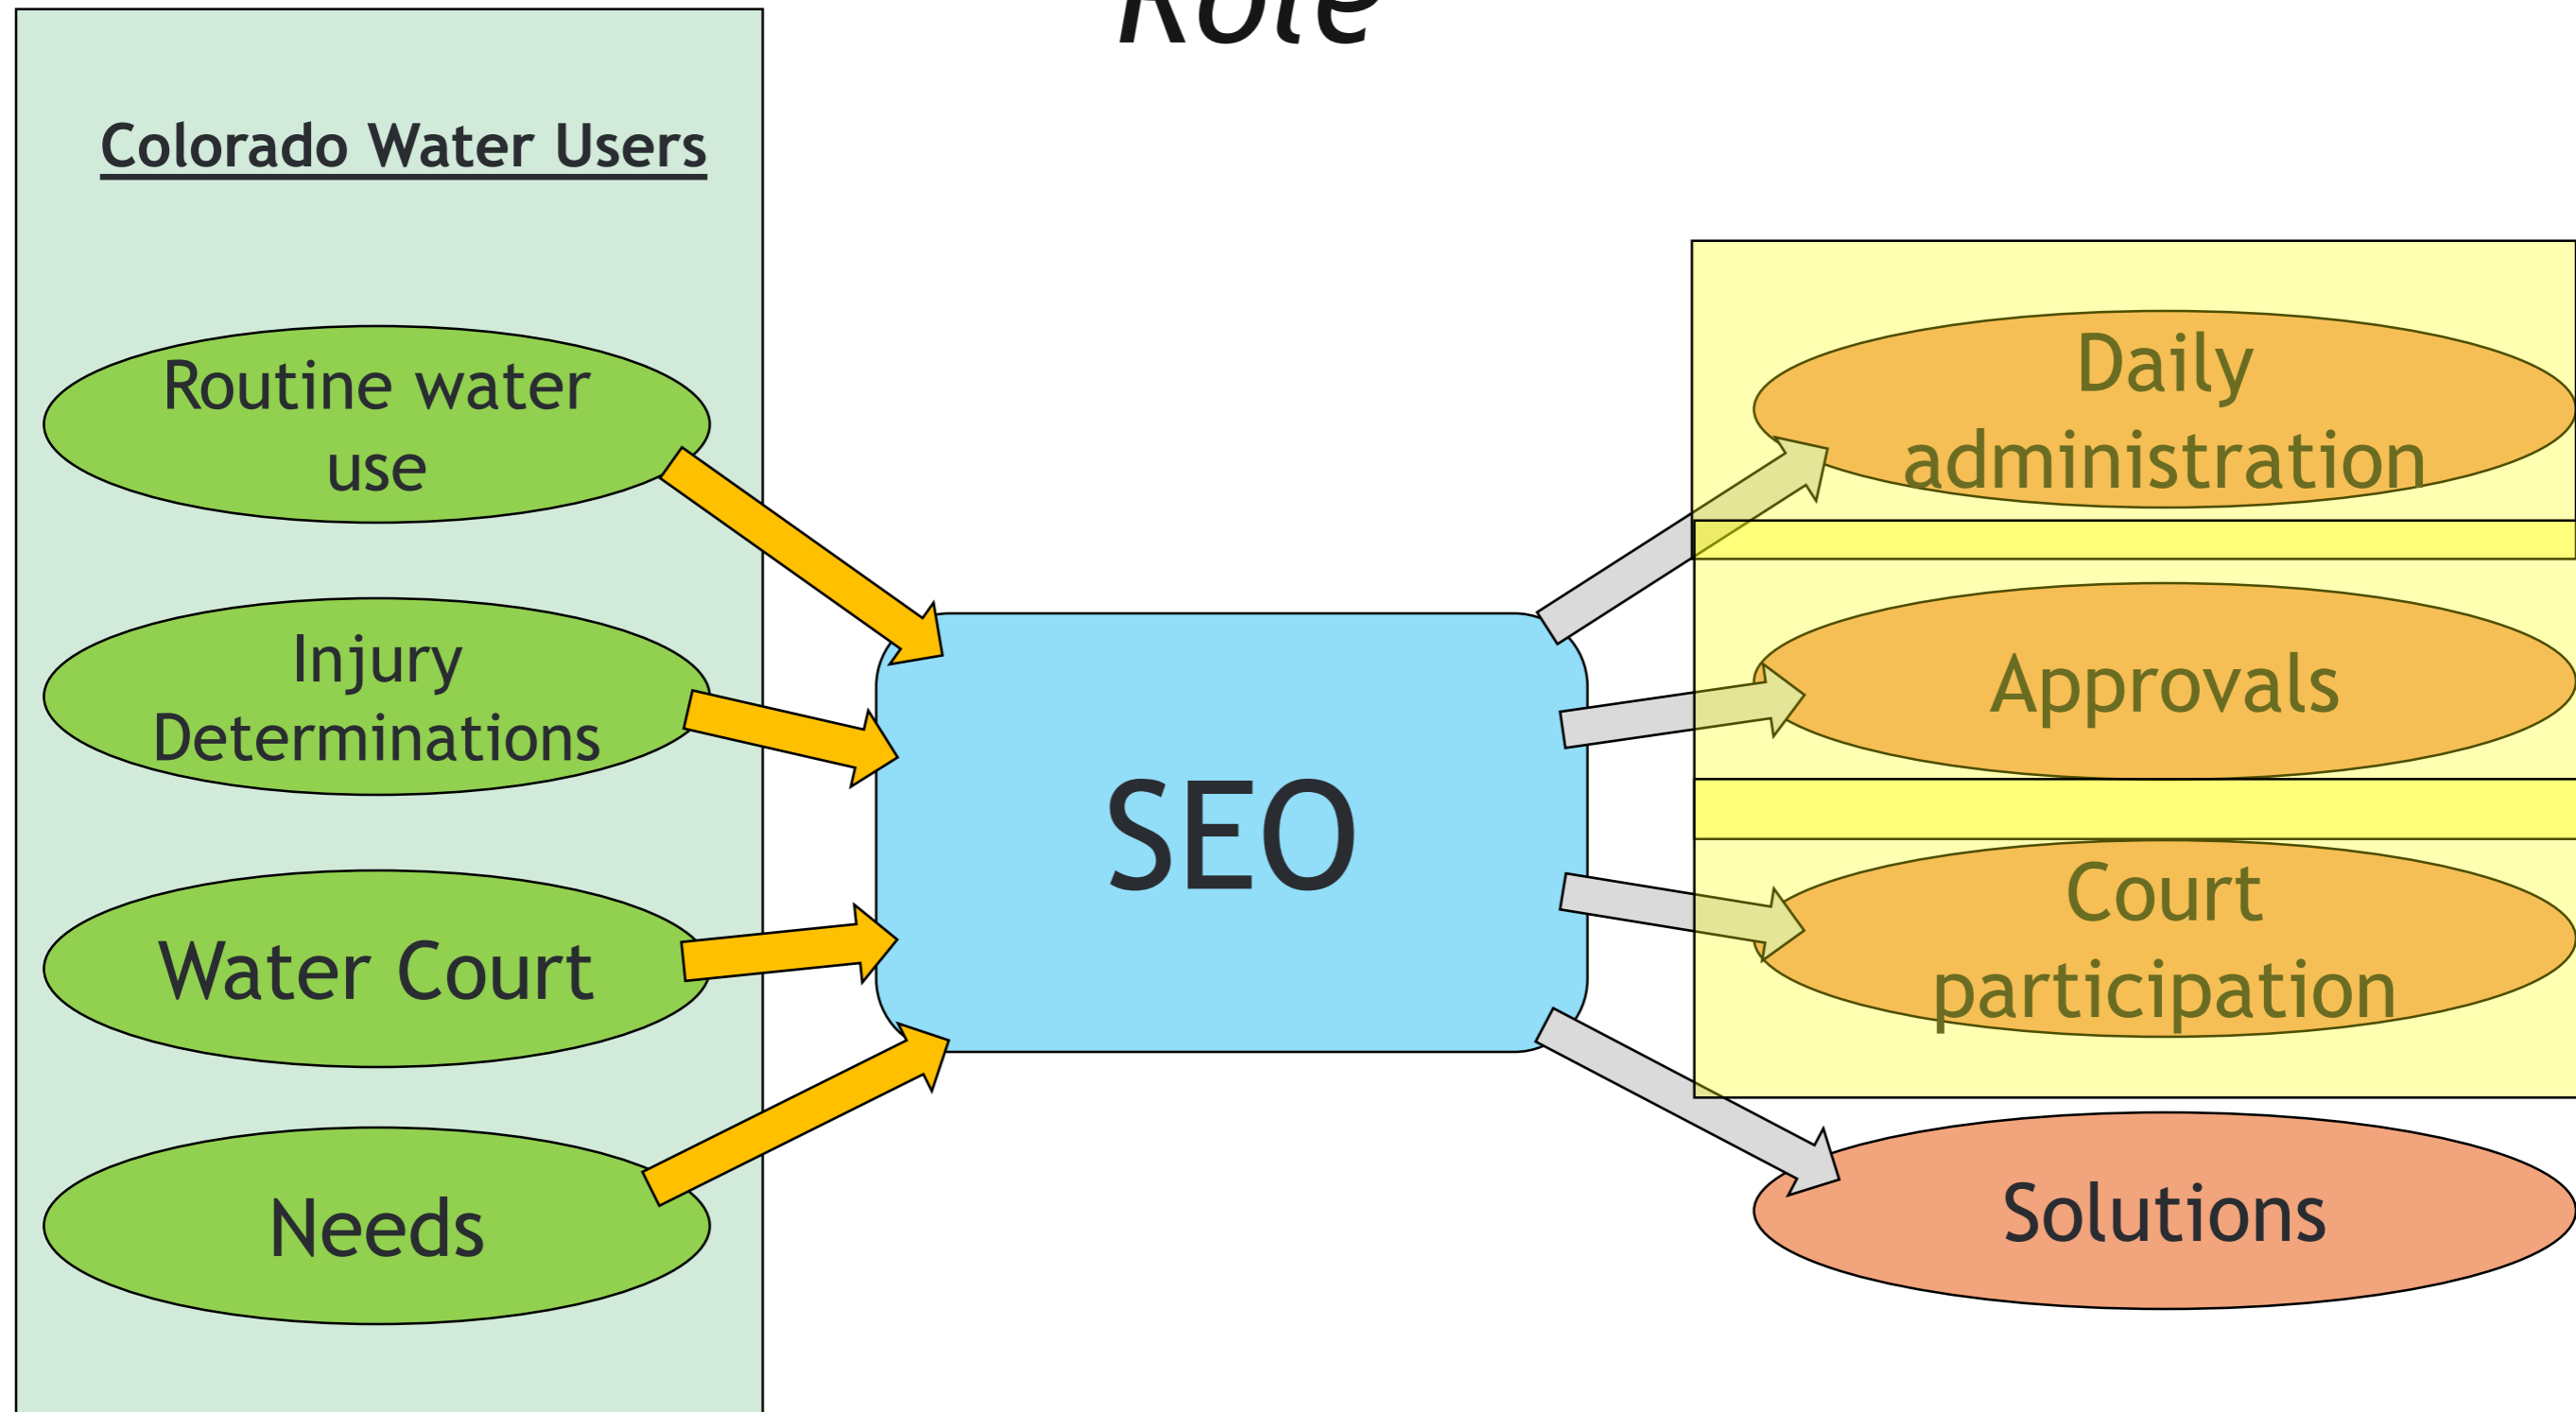 Role
Colorado Water Users
Routine water
use
Injury
Determinations
Water Court
Needs
SEO
Daily
administration
Approvals
Court
participation
Solutions